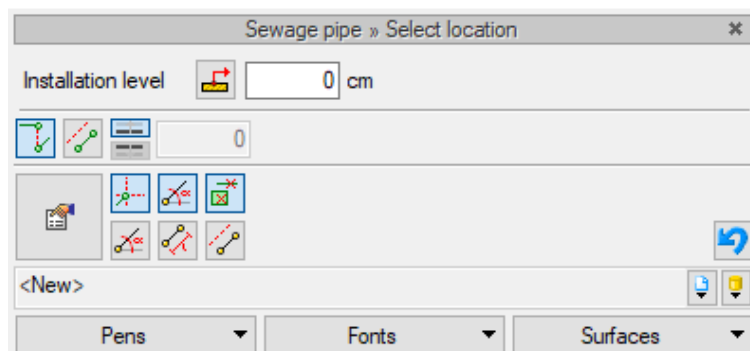 Sewage pipe » Select location
Installation level 0 cm
0
<New>
Pens Fonts Surfaces